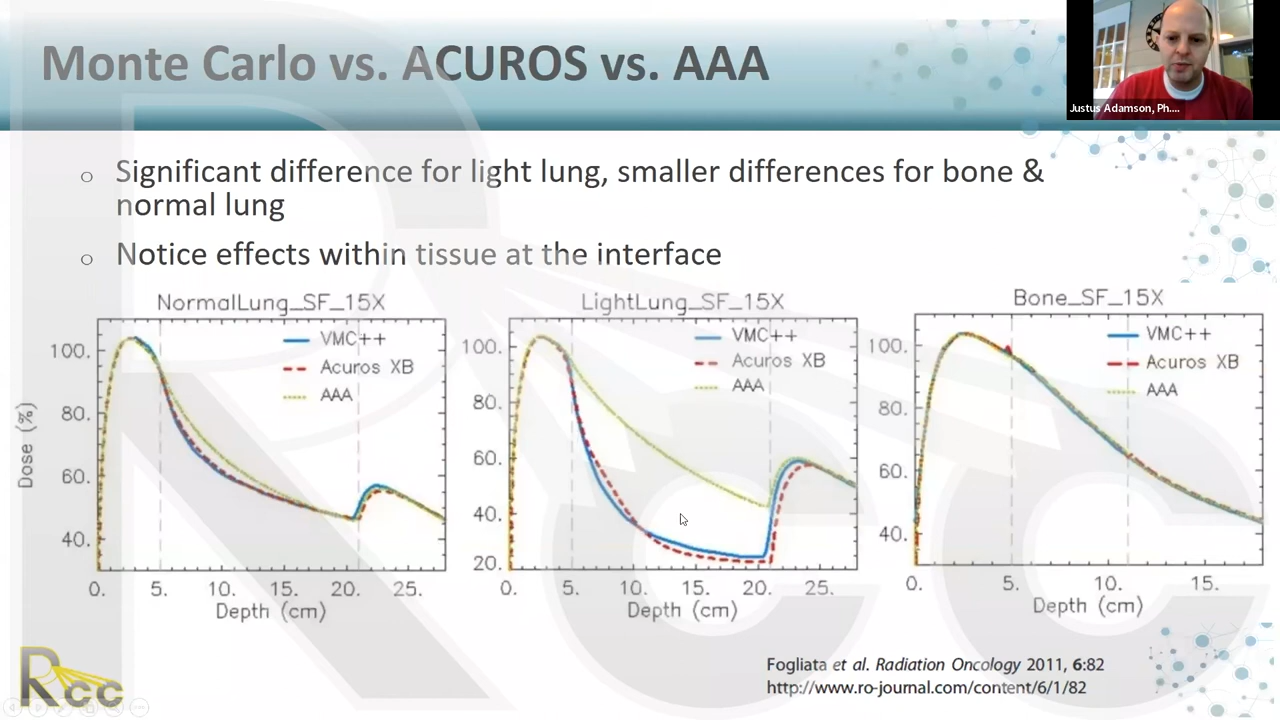 Monte Carlo vs. ACUROS vs. AAA
Justus Adamson, Ph....
Significant difference for light lung, smaller differences for bone &
normal lung
Notice effects within tissue at the interface
NormalLung_SF_15X
VMC++
Acuros XB
AAA
Dose (%)
100.
80.
60.
40.
0. 5. 10. 15. 20. 25.
Depth (cm)
LightLung_SF_15X
VMC++
Acuros XB
AAA
100.
80.
60.
40.
20.
0. 5. 10. 15. 20. 25.
Depth (cm)
Bone_SF_15X
VMC++
Acuros XB
AAA
100.
80.
60.
40.
0. 5. 10. 15.
Depth (cm)
Fogliata et al. Radiation Oncology 2011, 6:82
http://www.ro-journal.com/content/6/1/82
Rcc